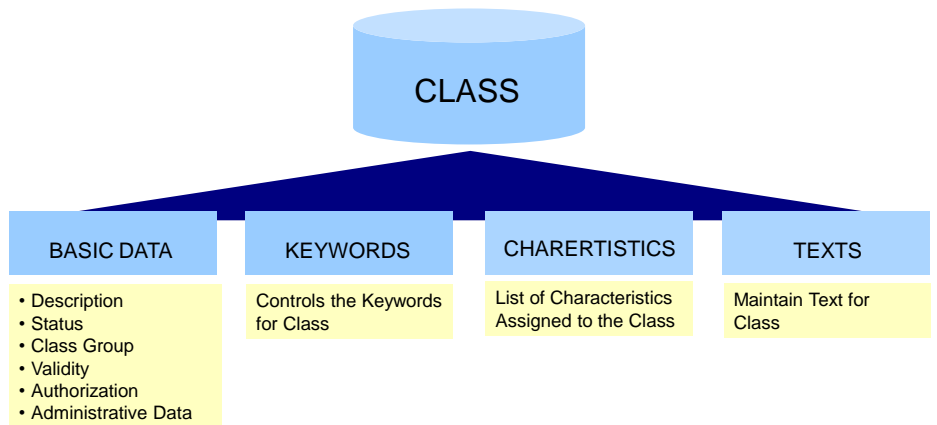 CLASS
BASIC DATA
• Description
• Status
• Class Group
• Validity
• Authorization
• Administrative Data
KEYWORDS
Controls the Keywords
for Class
CHARERTISTICS
List of Characteristics
Assigned to the Class
TEXTS
Maintain Text for
Class